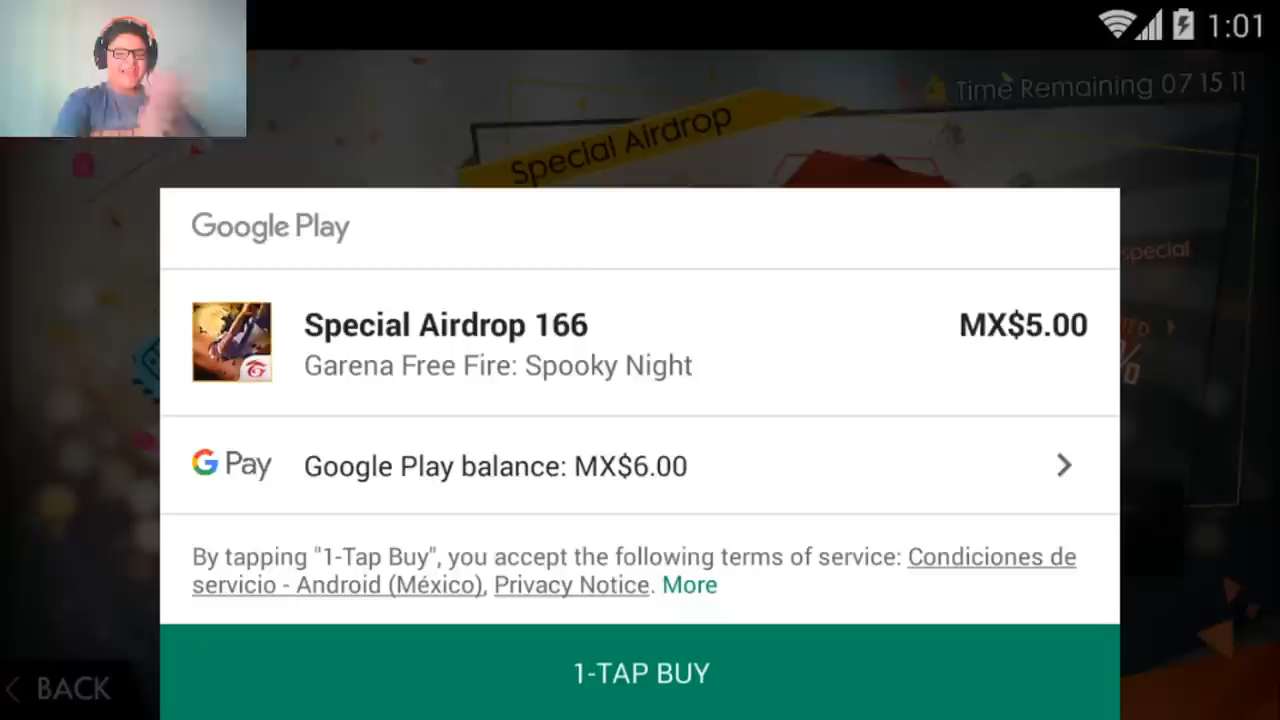 1:01
Time Remaining 07 15 11
Special Airdrop
Google Play
special
Special Airdrop 166
MX$5.00
Garena Free Fire: Spooky Night
%
G Pay
Google Play balance: MX$6.00
By tapping "1-Tap Buy", you accept the following terms of service: Condiciones de
servicio - Android (México), Privacy Notice. More
1-TAP BUY
BACK